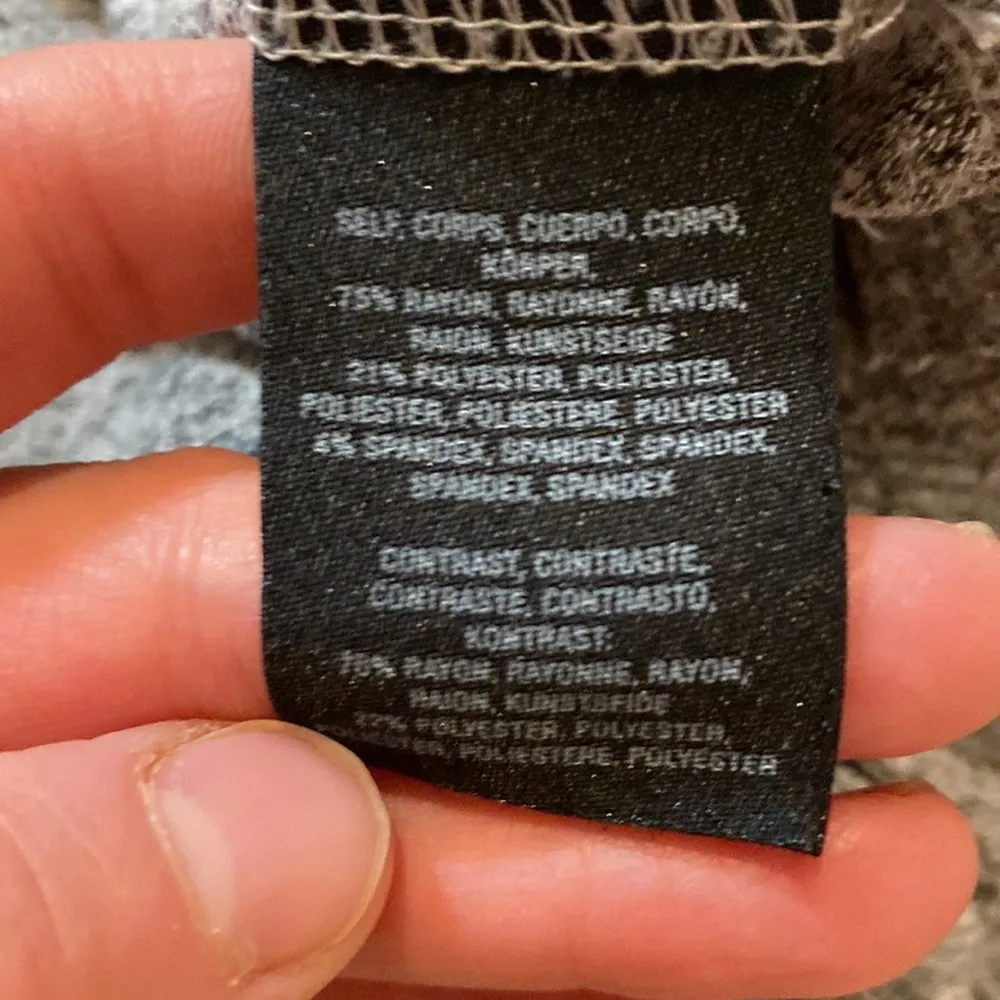 SELF, CORPS, CUERPO, CORPO,
KÖRPER,
75% RAYON, RAYONNE, RAYÓN,
RAION, KUNSTSEIDE
21% POLYESTER, POLYESTER,
POLIESTER, POLIESTERE, POLYESTER
4% SPANDEX, SPANDEX, SPANDEX,
SPANDEX, SPANDEX
CONTRAST, CONTRASTE,
CONTRASTE, CONTRASTO,
KONTRAST:
RAYON, RAYONNE, RAYON,
RAION, KUNSTSEIDE
POLYESTER, POLYESTER,
POLIESTERE, POLYESTER